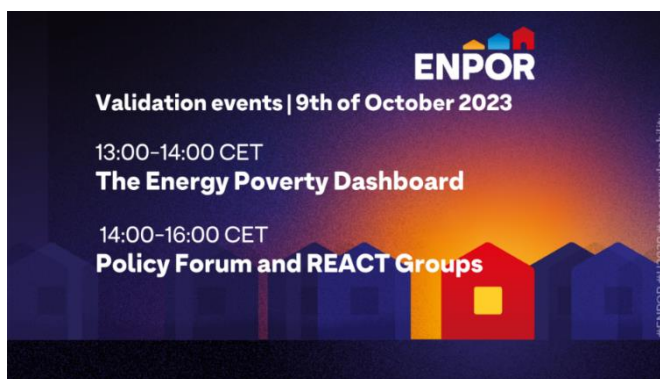 ENPOR
Validation events | 9th of October 2023
13:00-14:00 CET
The Energy Poverty Dashboard
14:00-16:00 CET
Policy Forum and REACT Groups